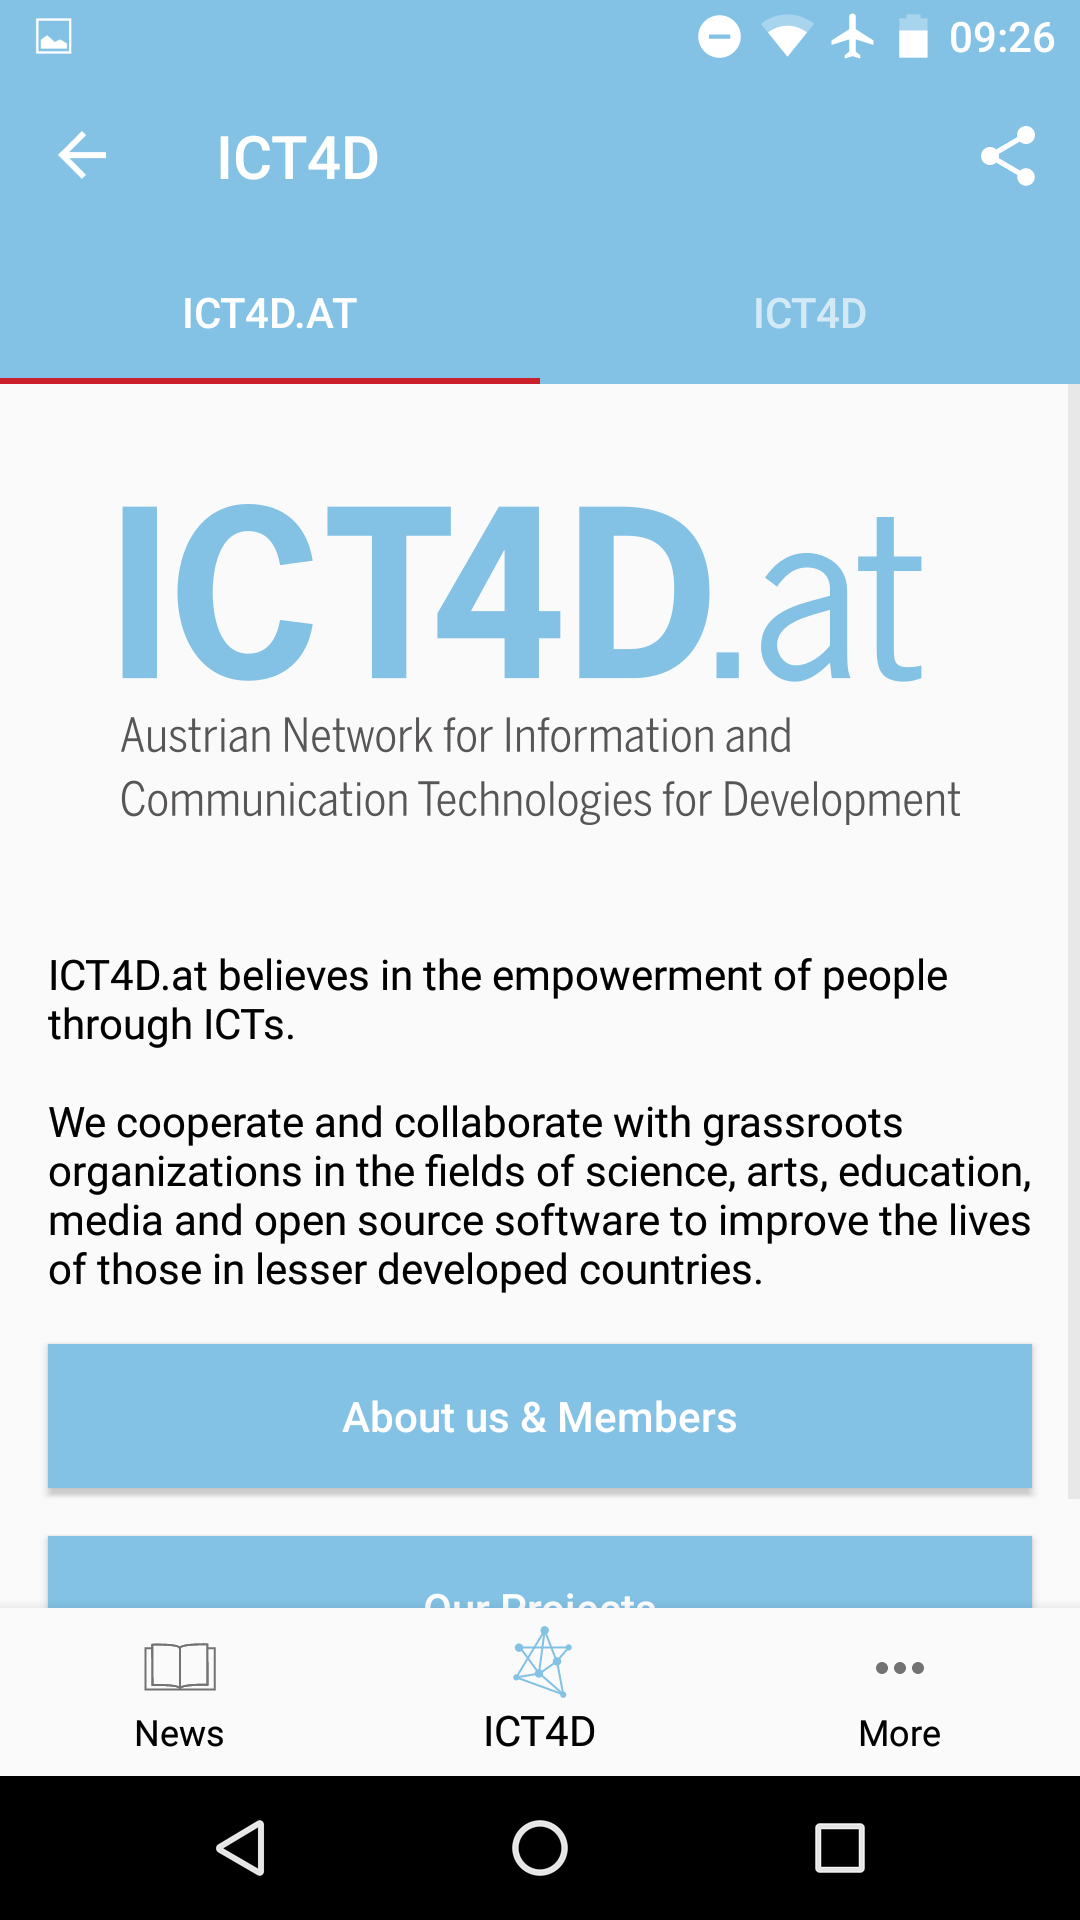 09:26
ICT4D
ICT4D.AT
ICT4D
ICT4D.at
Austrian Network for Information and
Communication Technologies for Development
ICT4D.at believes in the empowerment of people
through ICTs.
We cooperate and collaborate with grassroots
organizations in the fields of science, arts, education,
media and open source software to improve the lives
of those in lesser developed countries.
About us & Members
Our Projects
News
ICT4D
More